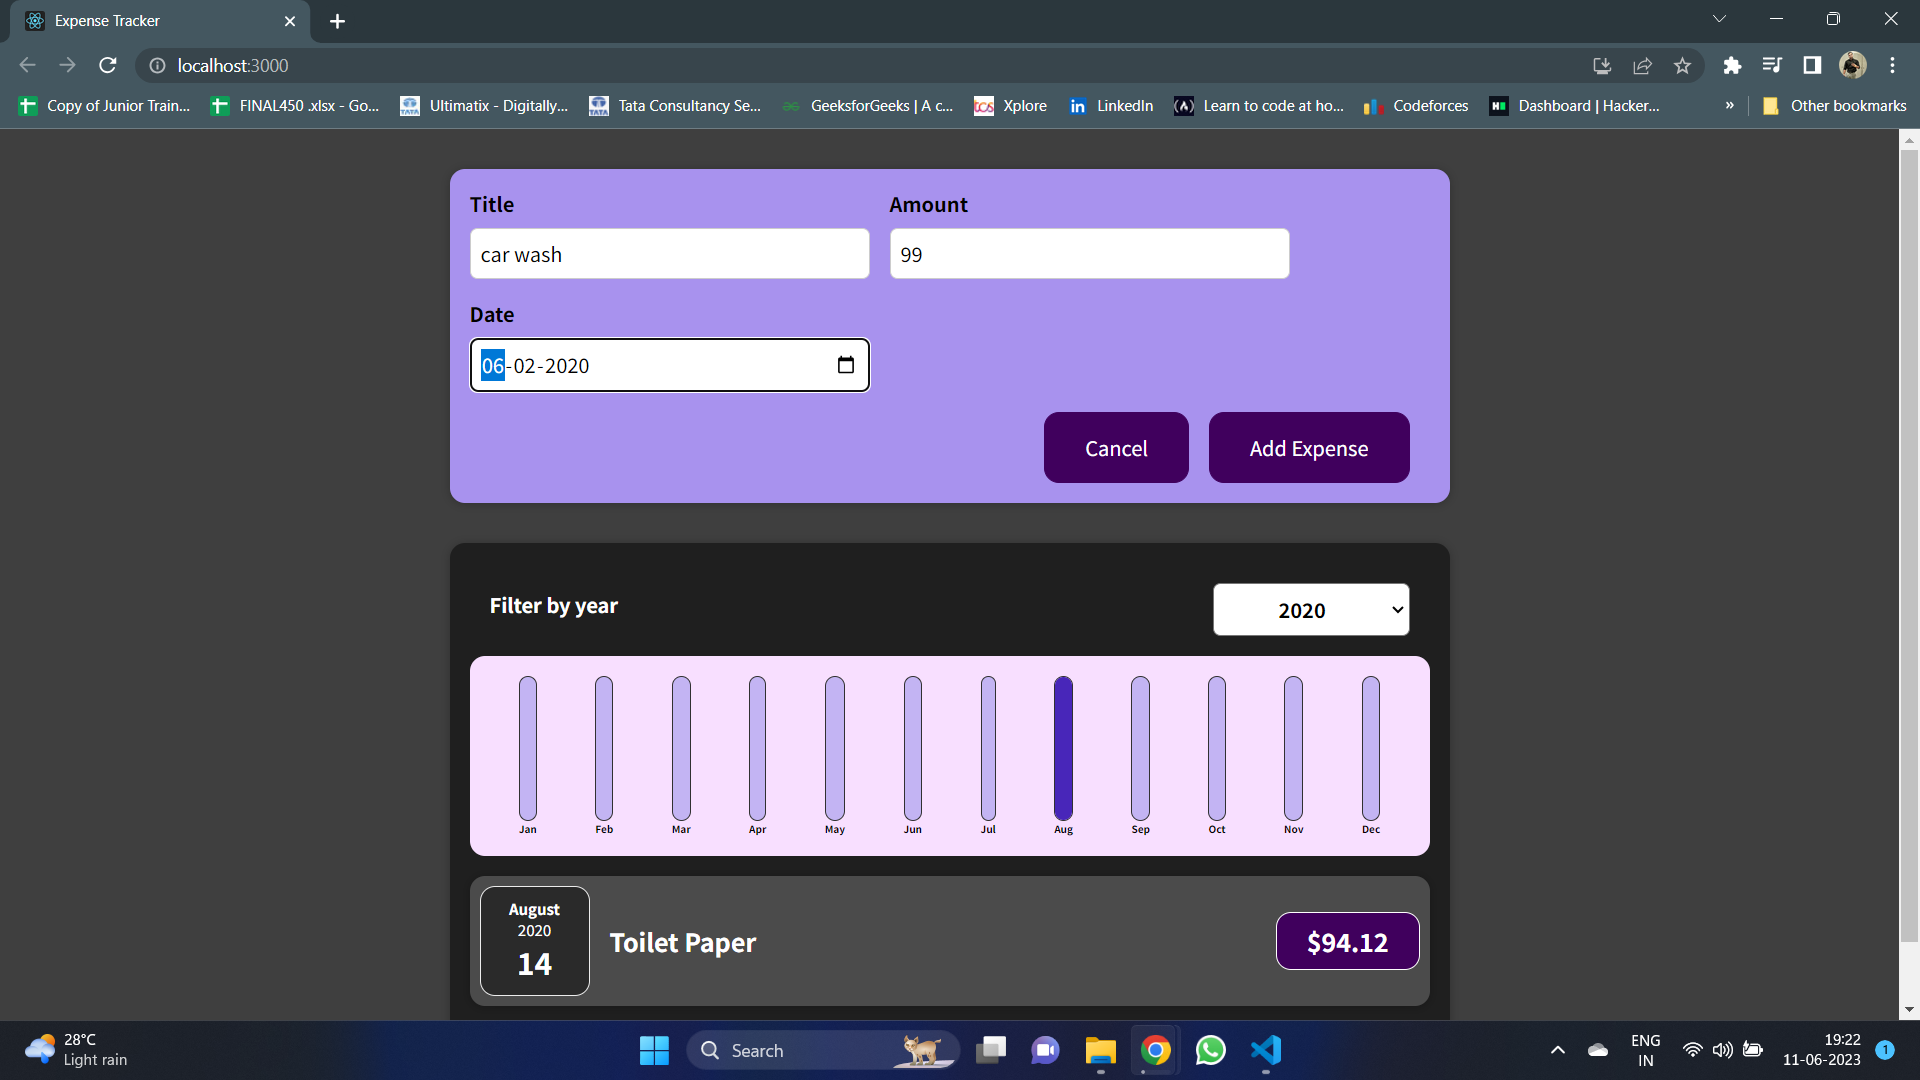 Expense Tracker
localhost:3000
Copy of Junior Train... FINAL450 .xlsx - Go... Ultimatix - Digitally... Tata Consultancy Se... GeeksforGeeks | A c... Xplore LinkedIn Learn to code at ho... Codeforces Dashboard | Hacker... » Other bookmarks
Title Amount
car wash 99
Date
06-02-2020
Cancel Add Expense
Filter by year 2020
Jan Feb Mar Apr May Jun Jul Aug Sep Oct Nov Dec
August
2020
14
Toilet Paper $94.12
28°C
Light rain
Search
ENG
IN
19:22
11-06-2023
1